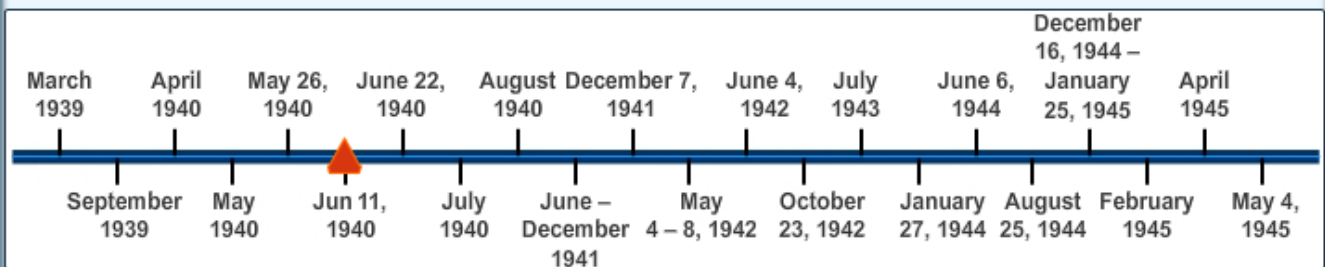 March
1939
April
1940
May 26,
1940
June 22,
1940
August
1940
December 7,
1941
June 4,
1942
July
1943
June 6,
1944
December
16, 1944 –
January
25, 1945
April
1945
September
1939
May
1940
Jun 11,
1940
July
1940
June –
December
1941
May
4 – 8, 1942
October
23, 1942
January
27, 1944
August
25, 1944
February
1945
May 4,
1945